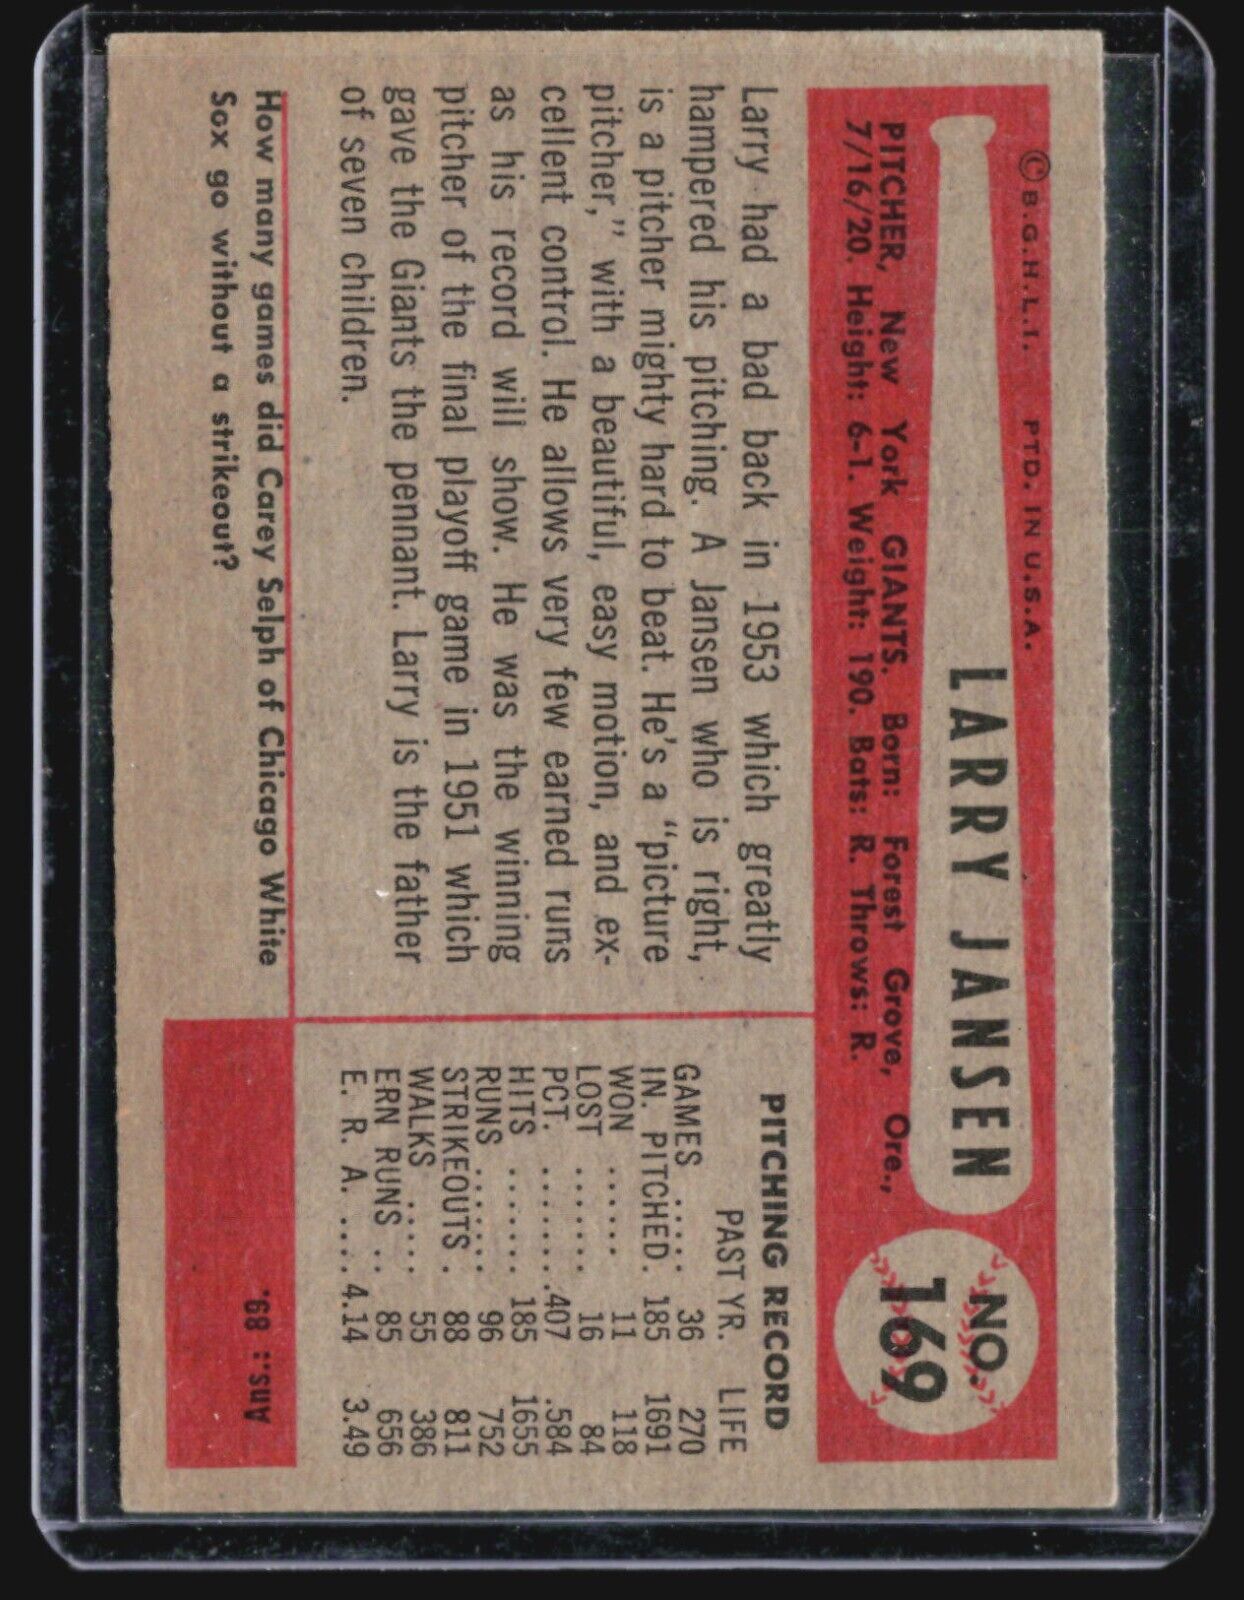 © B.G.H.L.I. PTD. IN U.S.A.
LARRY JANSEN
NO.
169
PITCHER, New York GIANTS. Born: Forest Grove, Ore.,
7/16/20. Height: 6-1. Weight: 190. Bats: R. Throws: R.
Larry had a bad back in 1953 which greatly
hampered his pitching. A Jansen who is right,
is a pitcher mighty hard to beat. He's a "picture
pitcher," with a beautiful, easy motion, and ex-
cellent control. He allows very few earned runs
as his record will show. He was the winning
pitcher of the final playoff game in 1951 which
gave the Giants the pennant. Larry is the father
of seven children.
PITCHING RECORD
PAST YR. LIFE
GAMES ..... 36 270
IN. PITCHED. 185 1691
WON ..... 11 118
LOST ...... 16 84
PCT. .......407 .584
HITS ...... 185 1655
RUNS ...... 96 752
STRIKEOUTS . 88 811
WALKS ..... 55 386
ERN RUNS .. 85 656
E. R. A. .... 4.14 3.49
How many games did Carey Selph of Chicago White
Sox go without a strikeout?
Ans.: 89.